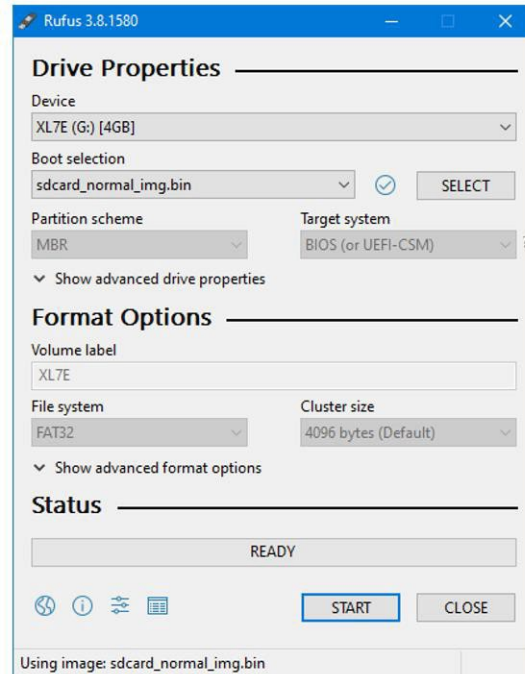 Rufus 3.8.1580
Drive Properties
Device
XL7E (G:) [4GB]
Boot selection
sdcard_normal_img.bin
SELECT
Partition scheme
Target system
MBR
BIOS (or UEFI-CSM)
Show advanced drive properties
Format Options
Volume label
XL7E
File system
Cluster size
FAT32
4096 bytes (Default)
Show advanced format options
Status
READY
START
CLOSE
Using image: sdcard_normal_img.bin